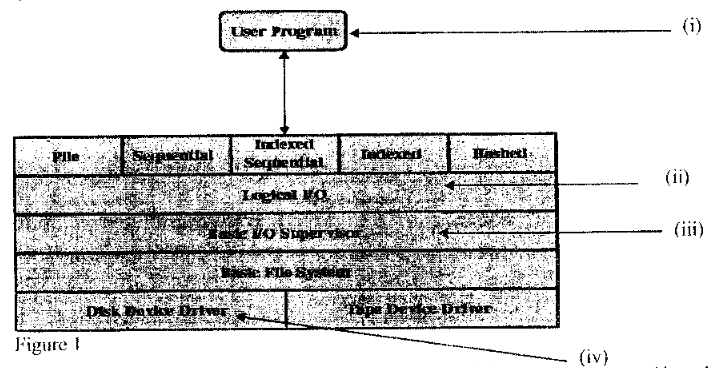 User Program (i)
Pile Sequential Indexed Sequential Indexed Hashed
(ii)
Logical I/O
Basic I/O Supervisor (iii)
Basic File System
Disk Device Driver Tape Device Driver
Figure 1
(iv)